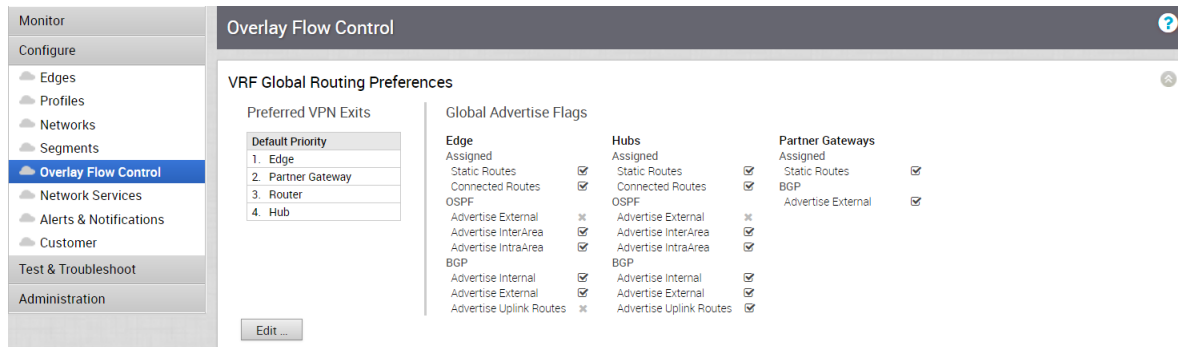 Monitor
Configure
Edges
Profiles
Networks
Segments
Overlay Flow Control
Network Services
Alerts & Notifications
Customer
Test & Troubleshoot
Administration
Overlay Flow Control
?
VRF Global Routing Preferences
Preferred VPN Exits
Default Priority
1. Edge
2. Partner Gateway
3. Router
4. Hub
Edit ...
Global Advertise Flags
Edge
Assigned
Static Routes
Connected Routes
OSPF
Advertise External
Advertise InterArea
Advertise IntraArea
BGP
Advertise Internal
Advertise External
Advertise Uplink Routes
Hubs
Assigned
Static Routes
Connected Routes
OSPF
Advertise External
Advertise InterArea
Advertise IntraArea
BGP
Advertise Internal
Advertise External
Advertise Uplink Routes
Partner Gateways
Assigned
Static Routes
BGP
Advertise External